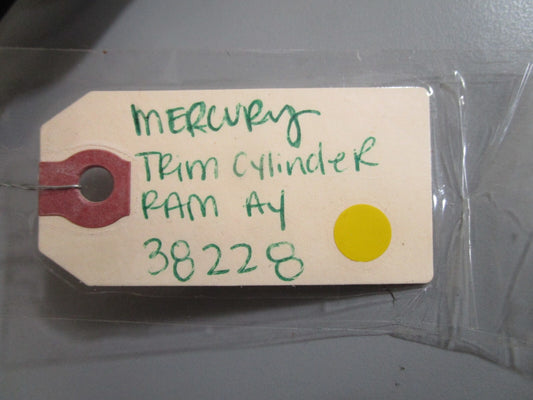 MERCURY
TRIM CylindeR
RAM AY
38228